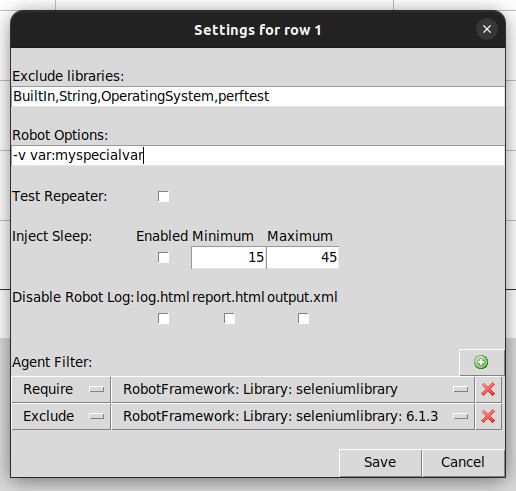 Settings for row 1
Exclude libraries:
BuiltIn,String,OperatingSystem,perftest
Robot Options:
-v var:myspecialvar
Test Repeater:
Inject Sleep: Enabled Minimum Maximum
15 45
Disable Robot Log: log.html report.html output.xml
Agent Filter:
Require RobotFramework: Library: seleniumlibrary
Exclude RobotFramework: Library: seleniumlibrary: 6.1.3
Save Cancel